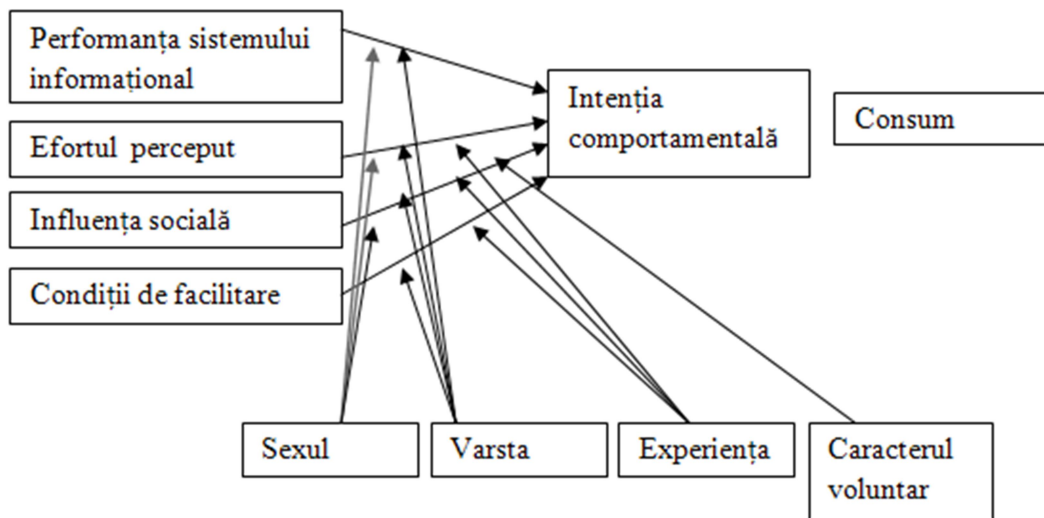 Performanța sistemului
informațional
Efortul perceput
Influența socială
Condiții de facilitare
Intenția
comportamentală
Consum
Sexul
Varsta
Experiența
Caracterul
voluntar